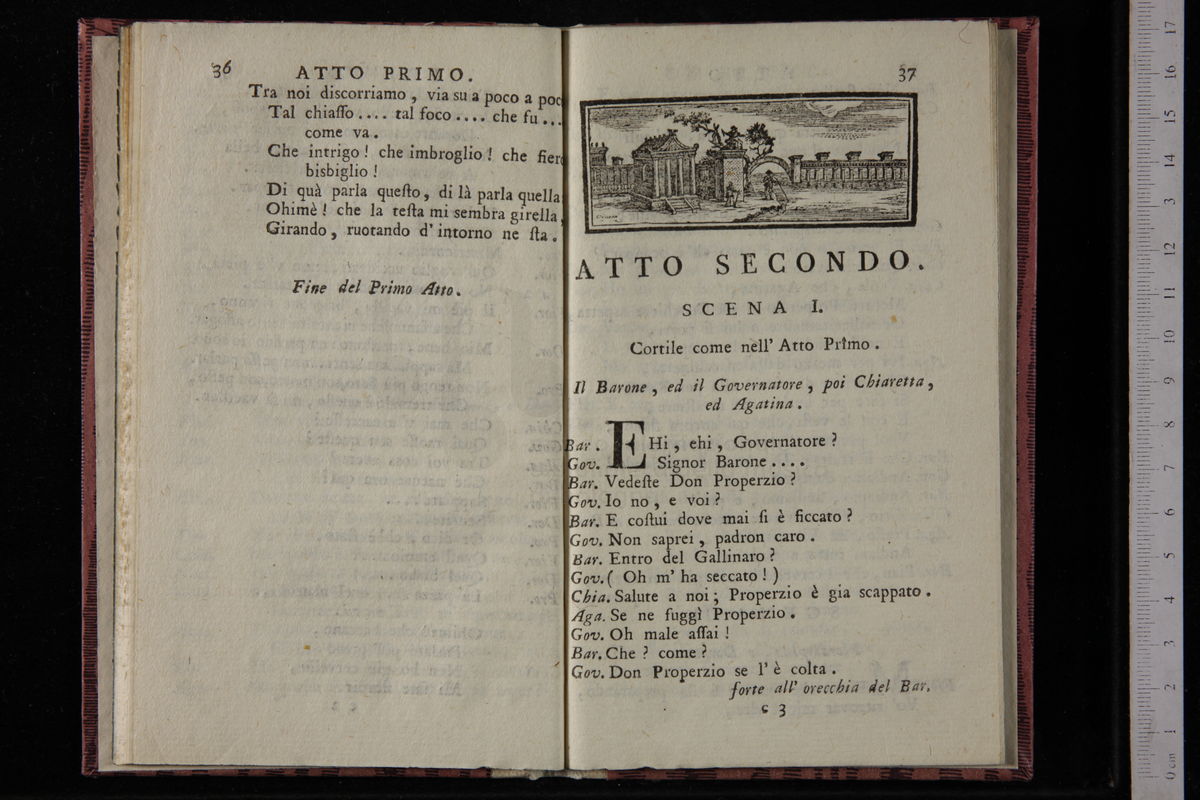 36
ATTO PRIMO.
Tra noi discorriamo, via su a poco a poc
Tal chiaſſo .... tal foco .... che fu ...
come va.
Che intrigo! che imbroglio! che fier
bisbiglio!
Di quà parla queſto, di là parla quella
Ohimè! che la teſta mi sembra girella,
Girando, ruotando d' intorno ne ſta.
Fine del Primo Atto.
37
ATTO SECONDO.
SCENA I.
Cortile come nell' Atto Primo.
Il Barone, ed il Governatore, poi Chiaretta,
ed Agatina.
Bar. EHi, ehi, Governatore?
Gov. Signor Barone ....
Bar. Vedeſte Don Properzio?
Gov. Io no, e voi?
Bar. E coſtui dove mai ſi è ficcato?
Gov. Non saprei, padron caro.
Bar. Entro del Gallinaro?
Gov. ( Oh m' ha seccato! )
Chia. Salute a noi; Properzio è gia scappato.
Aga. Se ne fuggì Properzio.
Gov. Oh male aſſai!
Bar. Che? come?
Gov. Don Properzio se l' è colta.
forte all' orecchia del Bar.
c 3